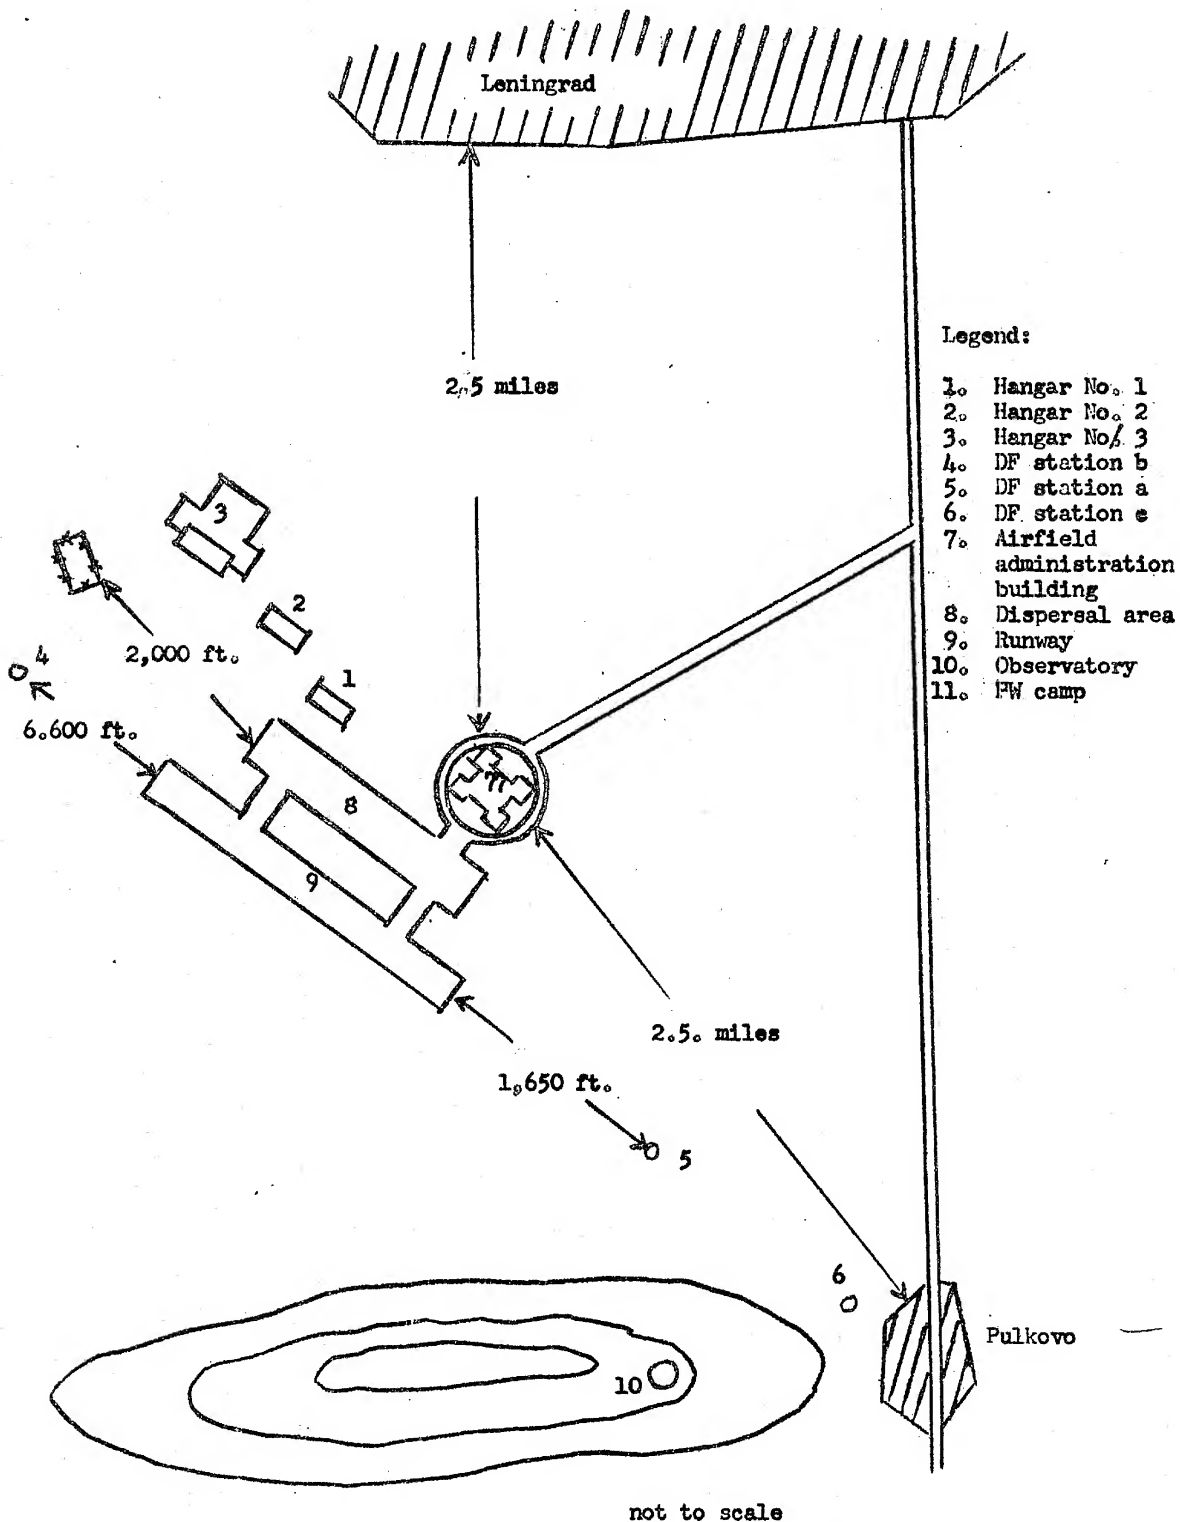 Leningrad
2.5 miles
Legend:
1. Hangar No. 1
2. Hangar No. 2
3. Hangar No. 3
4. DF station b
5. DF station a
6. DF station e
7. Airfield
administration
building
8. Dispersal area
9. Runway
10. Observatory
11. PW camp
3
2
2,000 ft.
4
1
6.600 ft.
7
8
9
2.5. miles
1,650 ft.
5
6
Pulkovo
10
not to scale